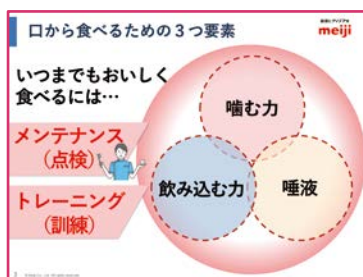 口から食べるための３つ要素
meiji
いつまでもおいしく
食べるには…
メンテナンス
（点検）
トレーニング
（訓練）
噛む力
飲み込む力
唾液